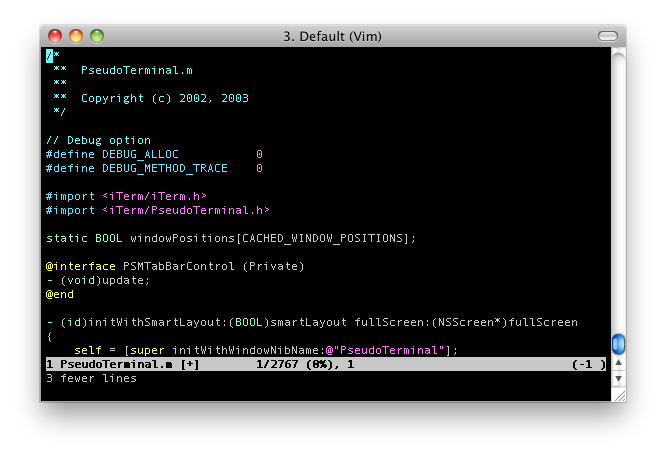 3. Default (Vim)
/*
 **  PseudoTerminal.m
 **
 **  Copyright (c) 2002, 2003
 */
// Debug option
#define DEBUG_ALLOC           0
#define DEBUG_METHOD_TRACE    0
#import <iTerm/iTerm.h>
#import <iTerm/PseudoTerminal.h>
static BOOL windowPositions[CACHED_WINDOW_POSITIONS];
@interface PSMTabBarControl (Private)
- (void)update;
@end
- (id)initWithSmartLayout:(BOOL)smartLayout fullScreen:(NSScreen*)fullScreen
{
    self = [super initWithWindowNibName:@"PseudoTerminal"];
1 PseudoTerminal.m [+]        1/2767 (0%), 1                               (-1 )
3 fewer lines